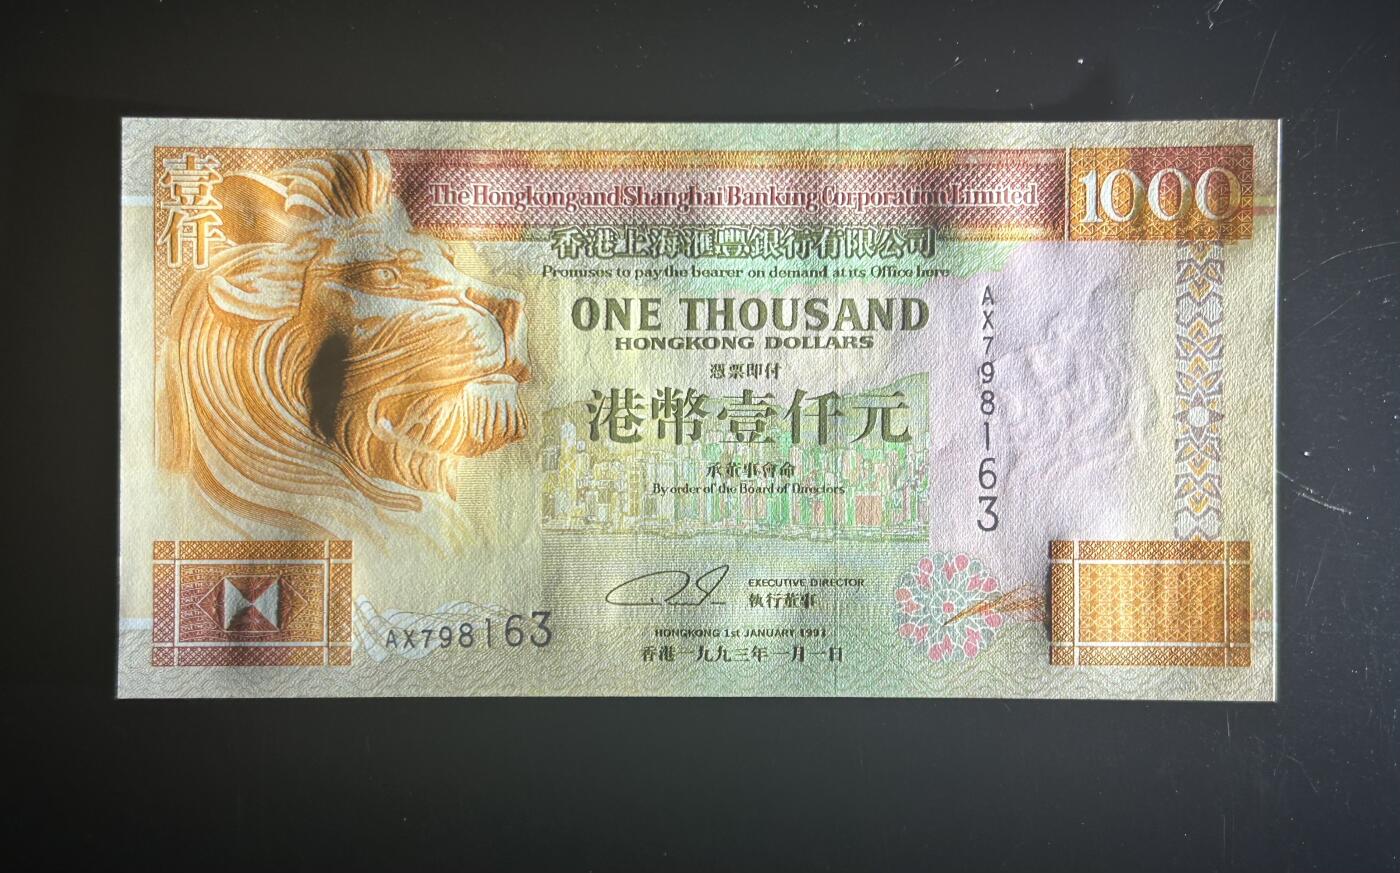 壹仟
The Hongkong and Shanghai Banking Corporation Limited
1000
香港上海滙豐銀行有限公司
Promises to pay the bearer on demand at its Office here
ONE THOUSAND
HONGKONG DOLLARS
憑票即付
港幣壹仟元
承董事會命
By order of the Board of Directors
AX798163
EXECUTIVE DIRECTOR
執行董事
AX798163
HONGKONG 1st JANUARY 1993
香港一九九三年一月一日